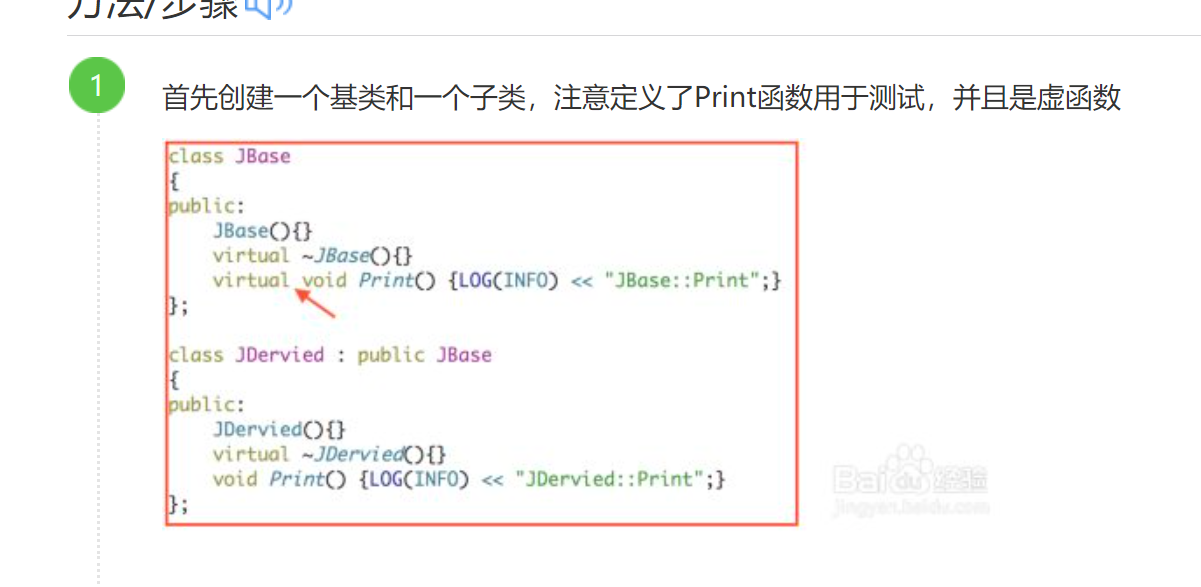 方法/步骤
1
首先创建一个基类和一个子类，注意定义了Print函数用于测试，并且是虚函数
class JBase
{
public:
    JBase(){}
    virtual ~JBase(){}
    virtual void Print() {LOG(INFO) << "JBase::Print";}
};
class JDervied : public JBase
{
public:
    JDervied(){}
    virtual ~JDervied(){}
    void Print() {LOG(INFO) << "JDervied::Print";}
};
Baidu经验
jingyan.baidu.com